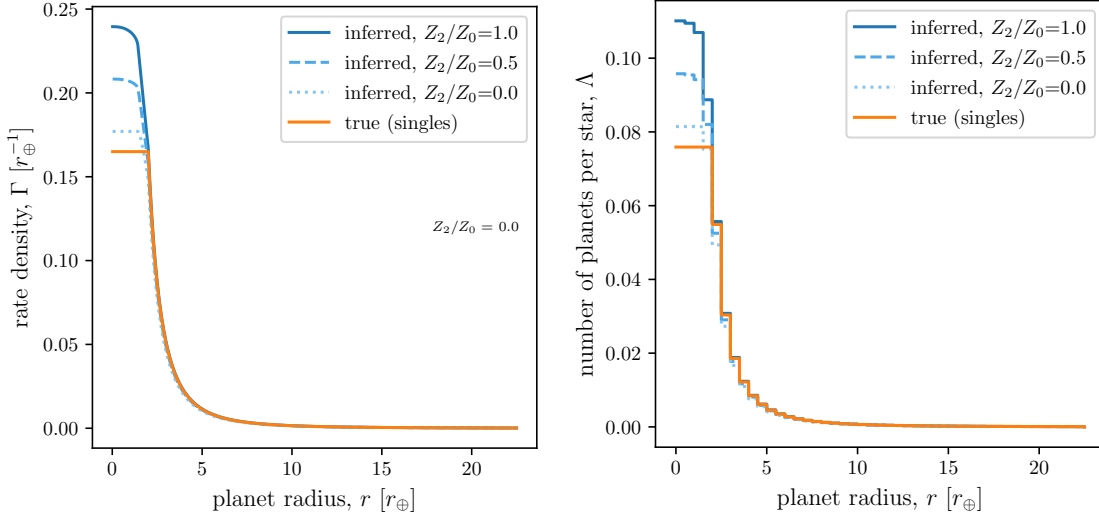 0.25
0.20
0.15
0.10
0.05
0.00
rate density, Γ [r⊕⁻¹]
inferred, Z₂/Z₀=1.0
inferred, Z₂/Z₀=0.5
inferred, Z₂/Z₀=0.0
true (singles)
Z₂/Z₀ = 0.0
0 5 10 15 20
planet radius, r [r⊕]
0.10
0.08
0.06
0.04
0.02
0.00
number of planets per star, Λ
inferred, Z₂/Z₀=1.0
inferred, Z₂/Z₀=0.5
inferred, Z₂/Z₀=0.0
true (singles)
0 5 10 15 20
planet radius, r [r⊕]